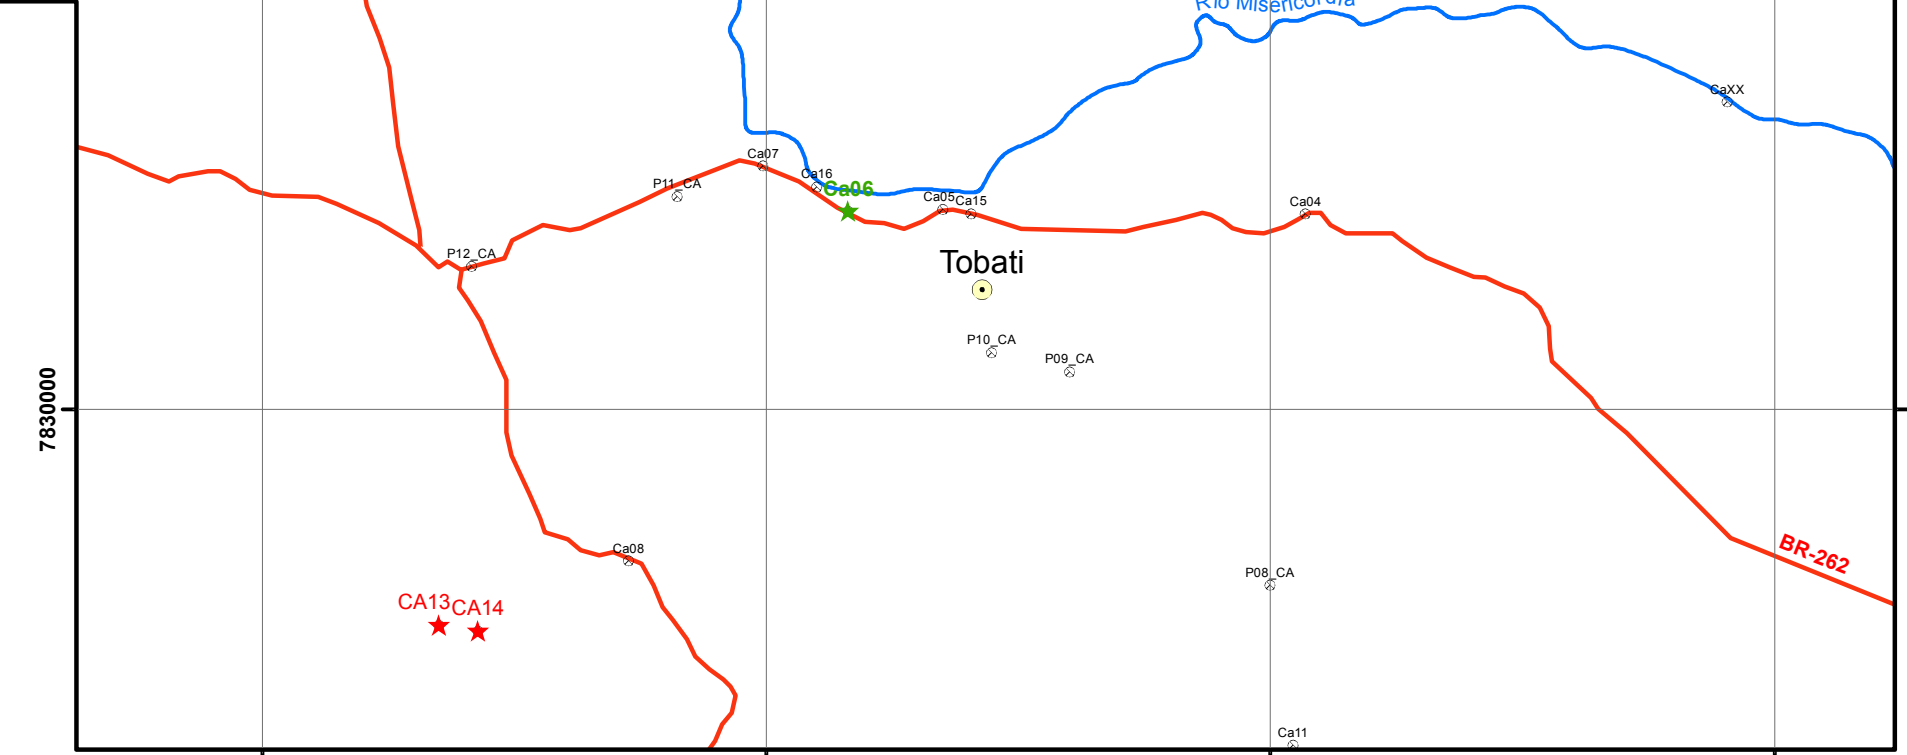 Rio Misericórdia
CaXX
Ca07
Ca16
P11_CA
Ca06
Ca05
Ca15
Ca04
P12_CA
Tobati
P10_CA
P09_CA
7830000
BR-262
Ca08
P08_CA
CA13
CA14
Ca11